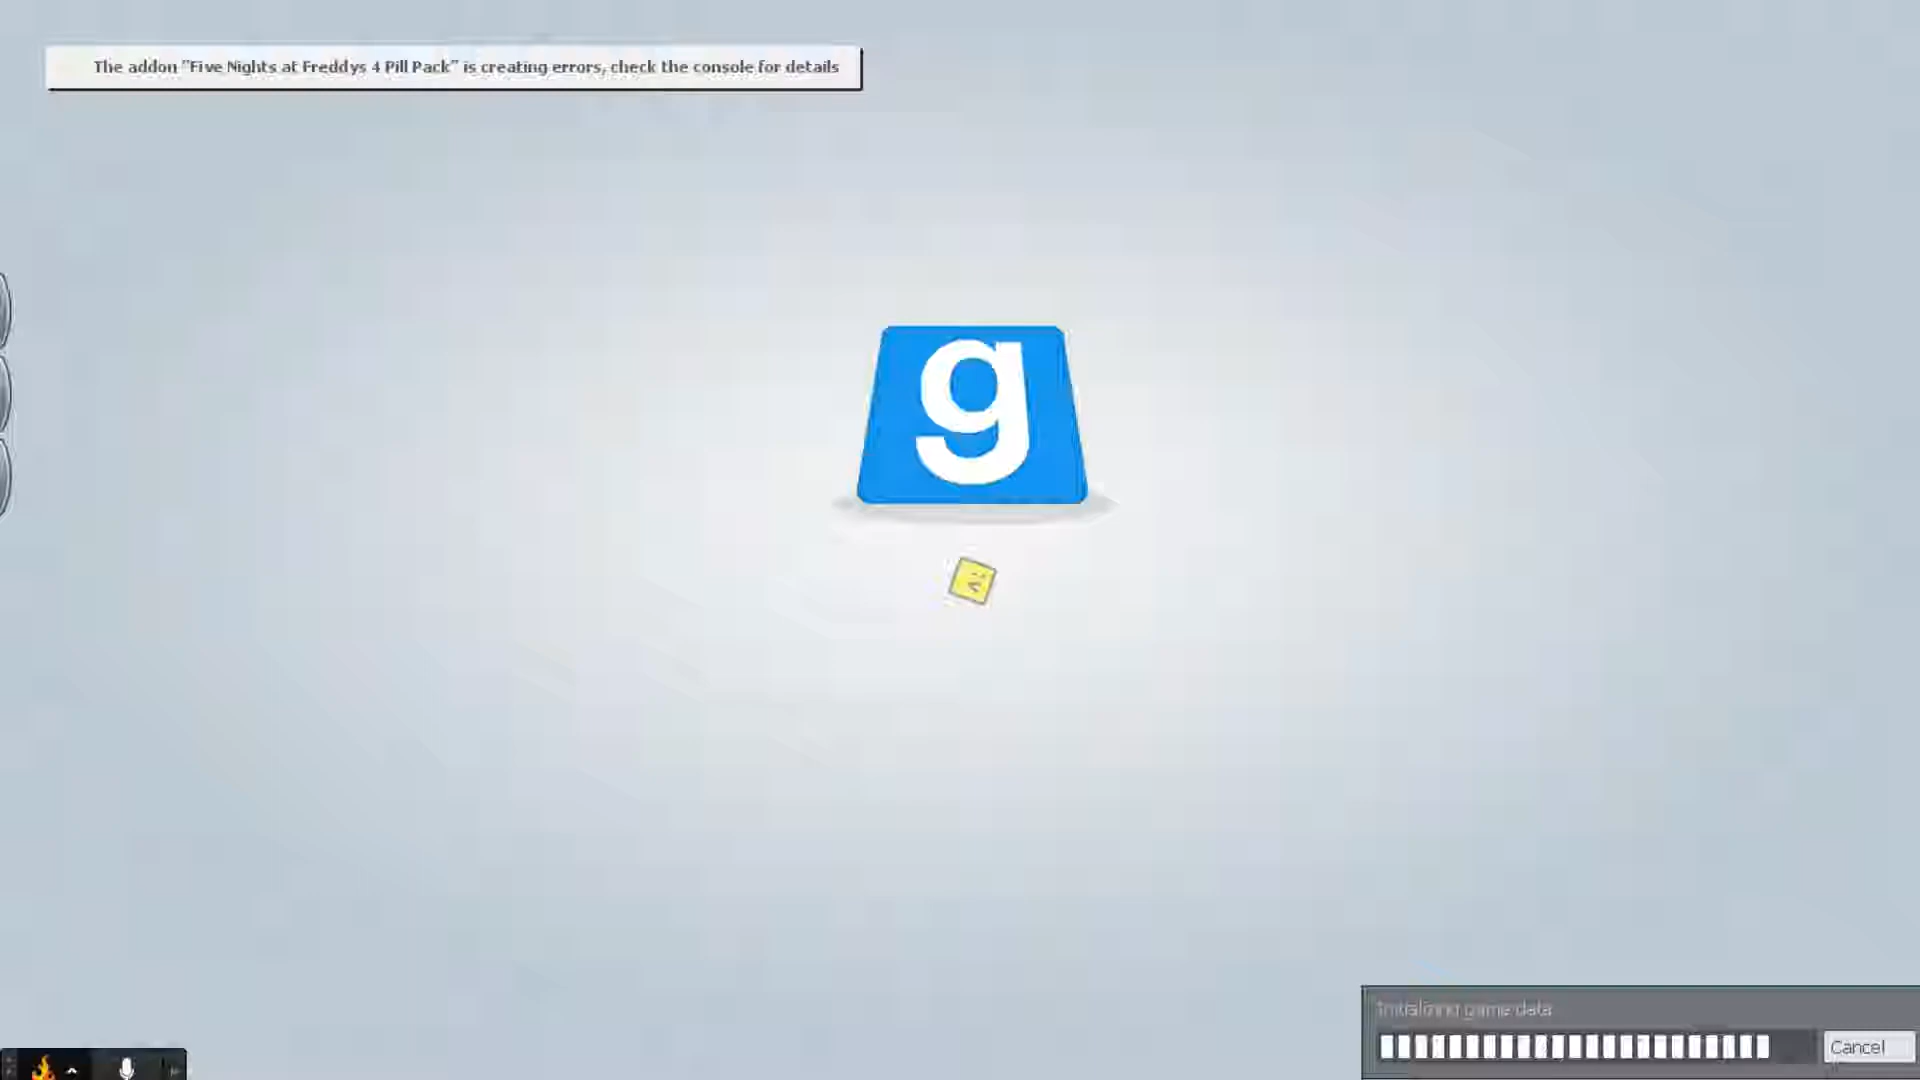 The addon "Five Nights at Freddys 4 Pill Pack" is creating errors, check the console for details
g
Initializing game data
Cancel